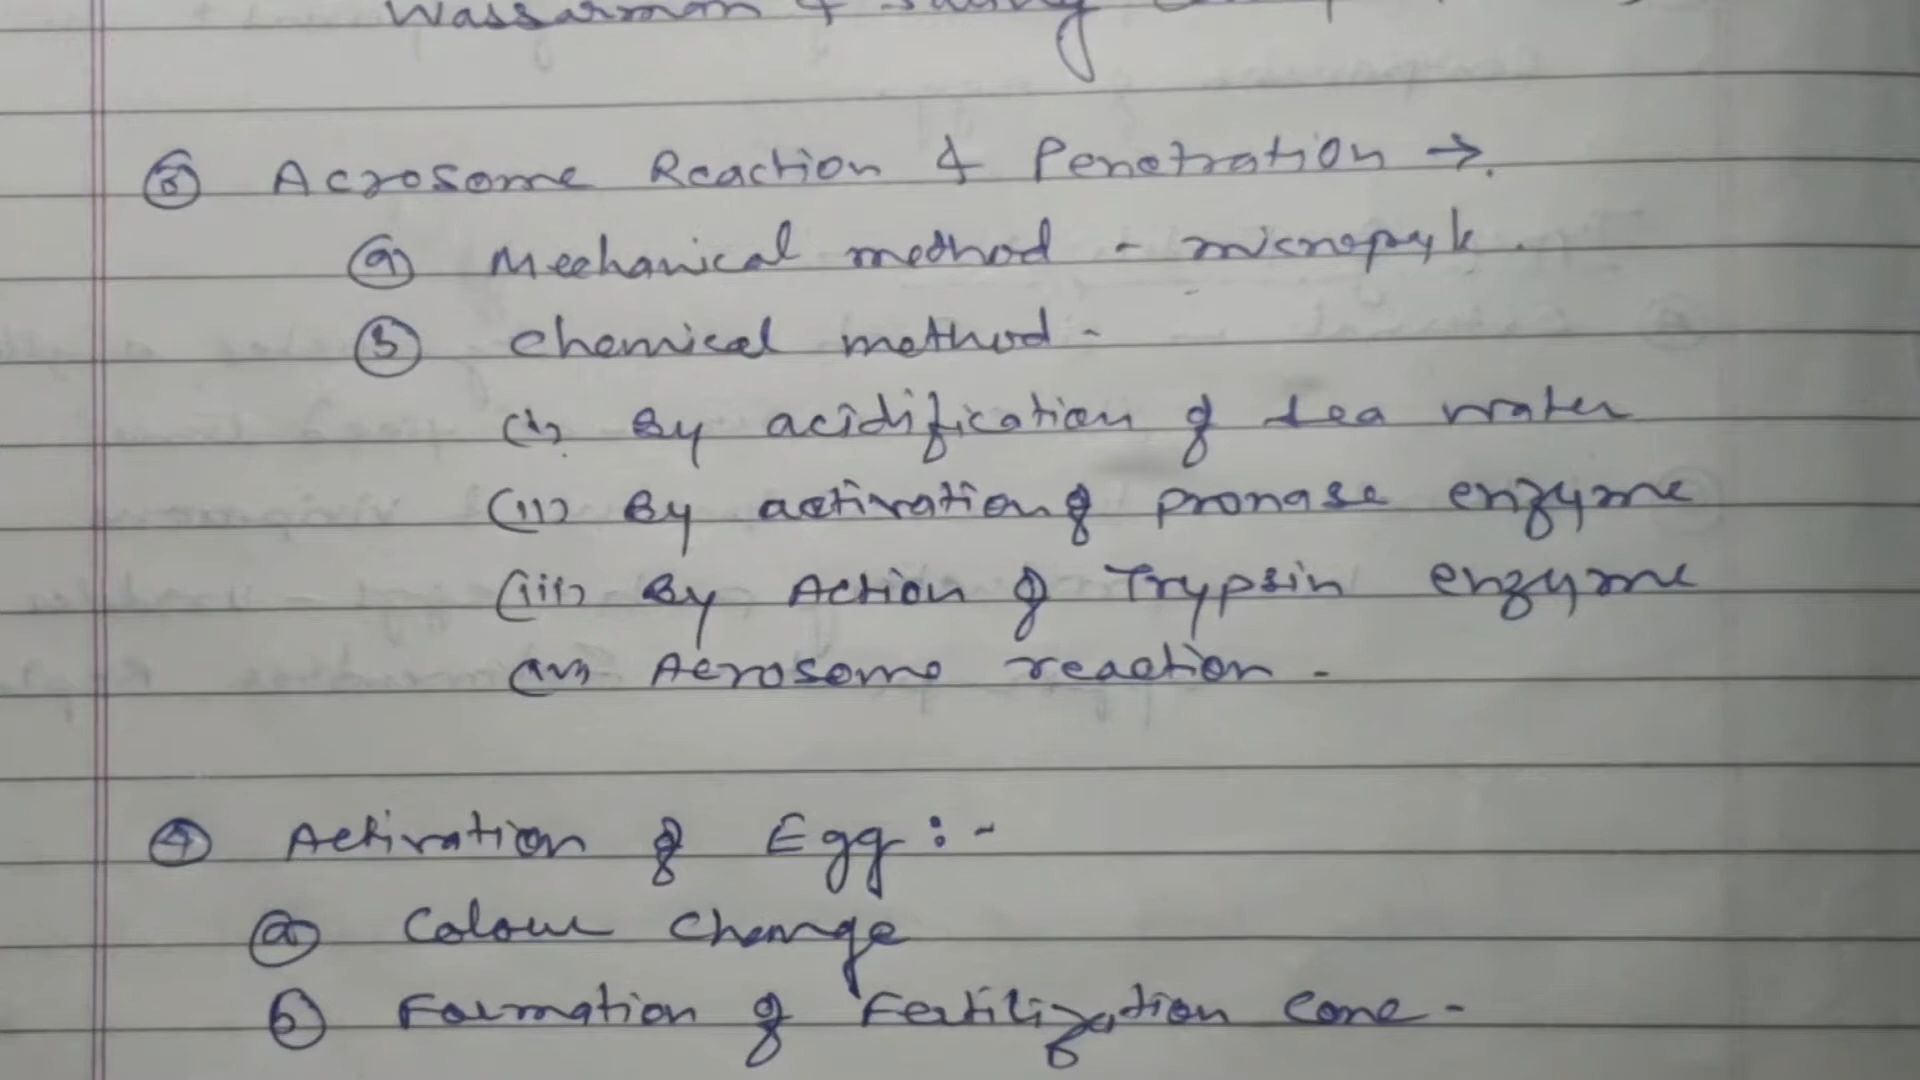 Wassarman &
③ Acrosome Reaction & Penetration →.
ⓐ Mechanical method - micropyle.
ⓑ Chemical method -
(i) By acidification of sea water
(ii) By activation of pronase enzyme
(iii) By Action of Trypsin enzyme
(iv) Acrosome reaction -
④ Activation of Egg :-
ⓐ Colour Change
ⓑ Formation of Fertilization Cone -